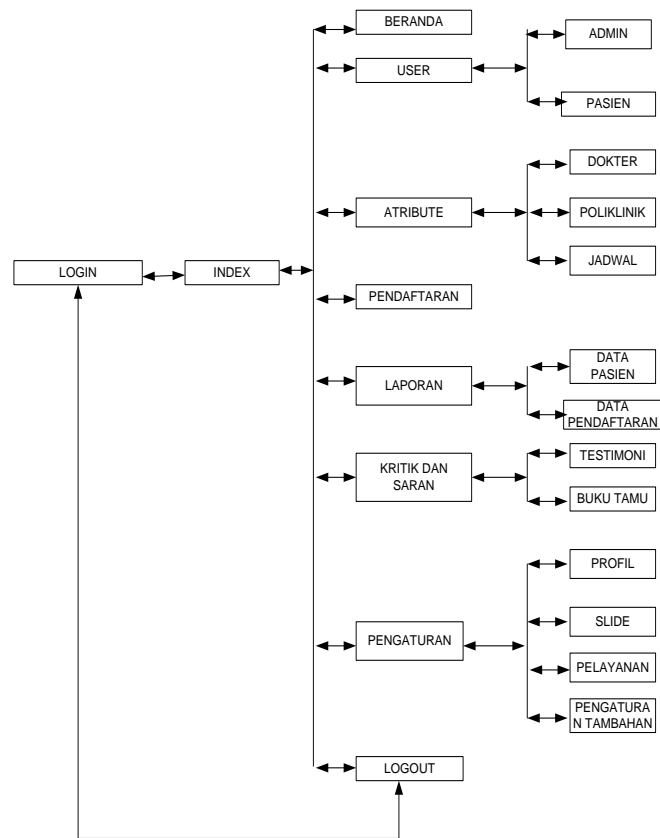 BERANDA
USER
ADMIN
PASIEN
ATRIBUTE
DOKTER
POLIKLINIK
JADWAL
LOGIN
INDEX
PENDAFTARAN
LAPORAN
DATA
PASIEN
DATA
PENDAFTARAN
KRITIK DAN
SARAN
TESTIMONI
BUKU TAMU
PENGATURAN
PROFIL
SLIDE
PELAYANAN
PENGATURA
N TAMBAHAN
LOGOUT